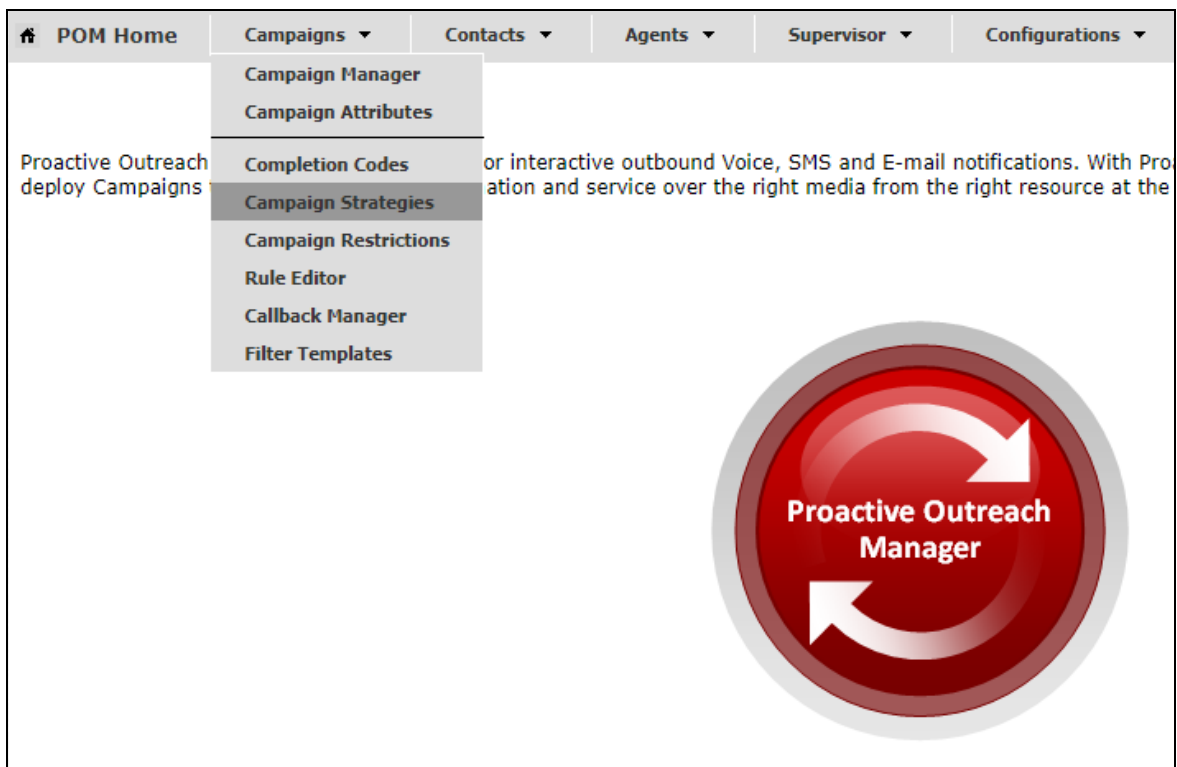 POM Home Campaigns Contacts Agents Supervisor Configurations
Campaign Manager
Campaign Attributes
Completion Codes
Campaign Strategies
Campaign Restrictions
Rule Editor
Callback Manager
Filter Templates
Proactive Outreach or interactive outbound Voice, SMS and E-mail notifications. With
deploy Campaigns and service over the right media from the right resource at the
Proactive Outreach
Manager